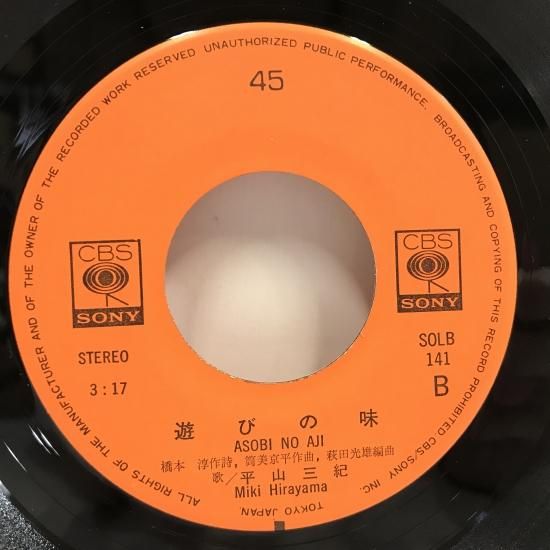 ALL RIGHTS OF THE MANUFACTURER AND OF THE OWNER OF THE RECORDED WORK RESERVED UNAUTHORIZED PUBLIC PERFORMANCE, BROADCASTING AND COPYING OF THIS RECORD PROHIBITED CBS/SONY INC. TOKYO JAPAN.
45
CBS
SONY
CBS
SONY
STEREO
3:17
SOLB
141
B
遊びの味
ASOBI NO AJI
橋本 淳作詩, 筒美京平作曲, 萩田光雄編曲
歌/平山三紀
Miki Hirayama